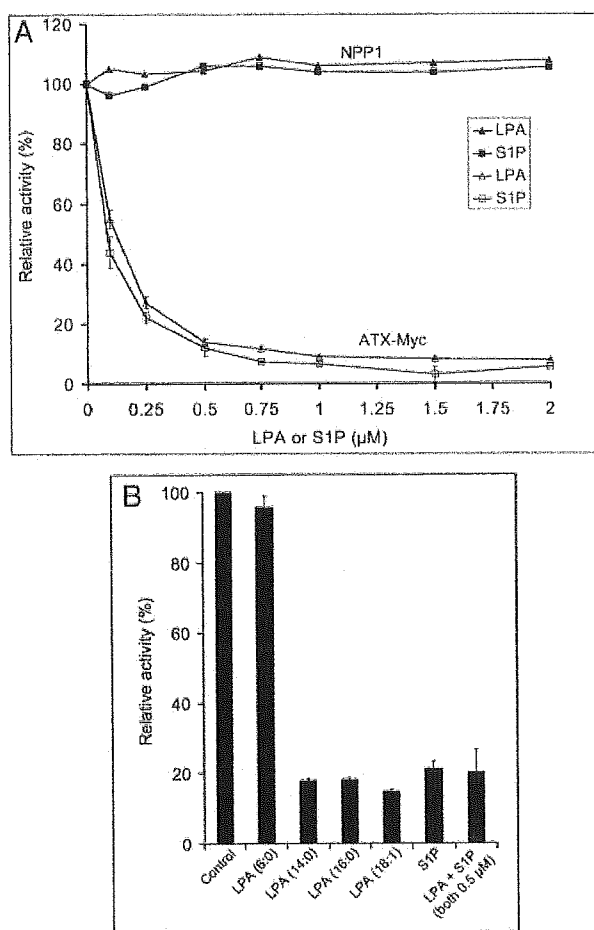 A
120
100
80
60
40
20
0
Relative activity (%)
NPP1
LPA
S1P
LPA
S1P
ATX-Myc
0 0.25 0.5 0.75 1 1.25 1.5 1.75 2
LPA or S1P (µM)
B
100
80
60
40
20
0
Relative activity (%)
Control
LPA (6:0)
LPA (14:0)
LPA (16:0)
LPA (18:1)
S1P
LPA + S1P
(both 0.5 µM)